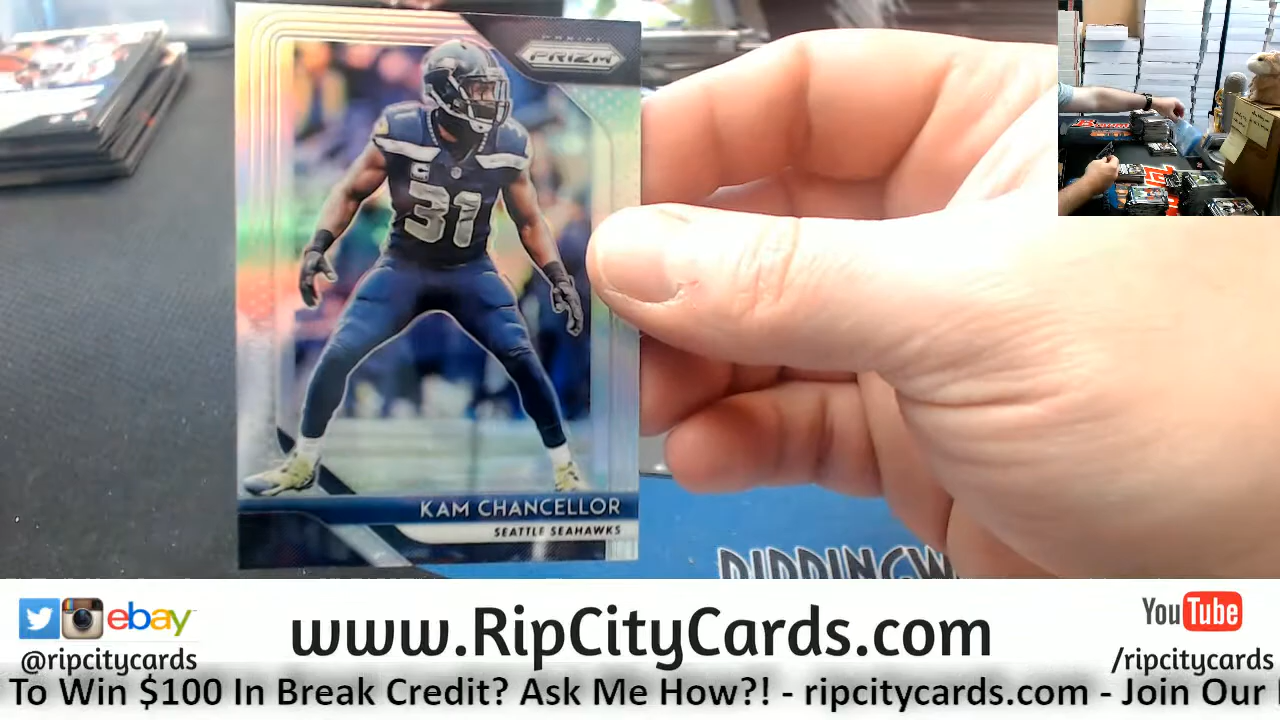 PANINI
PRIZM
C
31
KAM CHANCELLOR
SEATTLE SEAHAWKS
ebay
www.RipCityCards.com
YouTube
@ripcitycards
/ripcitycards
To Win $100 In Break Credit? Ask Me How?! - ripcitycards.com - Join Our